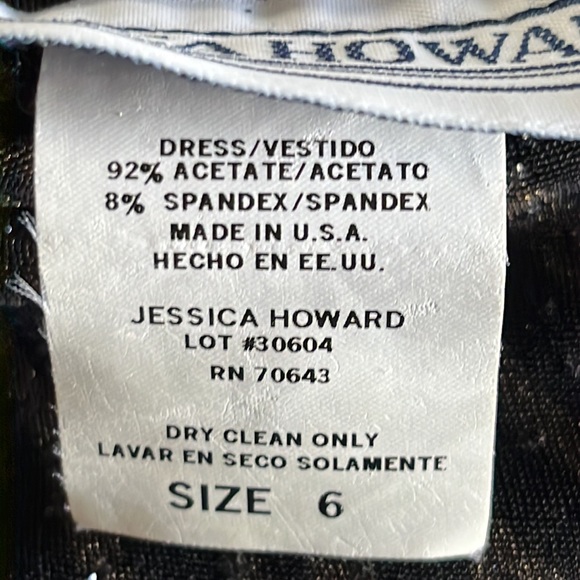 A HOWA
DRESS/VESTIDO
92% ACETATE/ACETATO
8% SPANDEX/SPANDEX
MADE IN U.S.A.
HECHO EN EE.UU.
JESSICA HOWARD
LOT #30604
RN 70643
DRY CLEAN ONLY
LAVAR EN SECO SOLAMENTE
SIZE 6